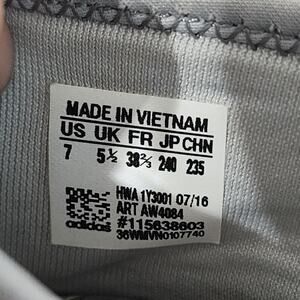 MADE IN VIETNAM
US UK FR JP CHN
7 5½ 38⅔ 240 235
HWA 1Y3001 07/16
ART AW4084
adidas #115638603
36WMVN0107740